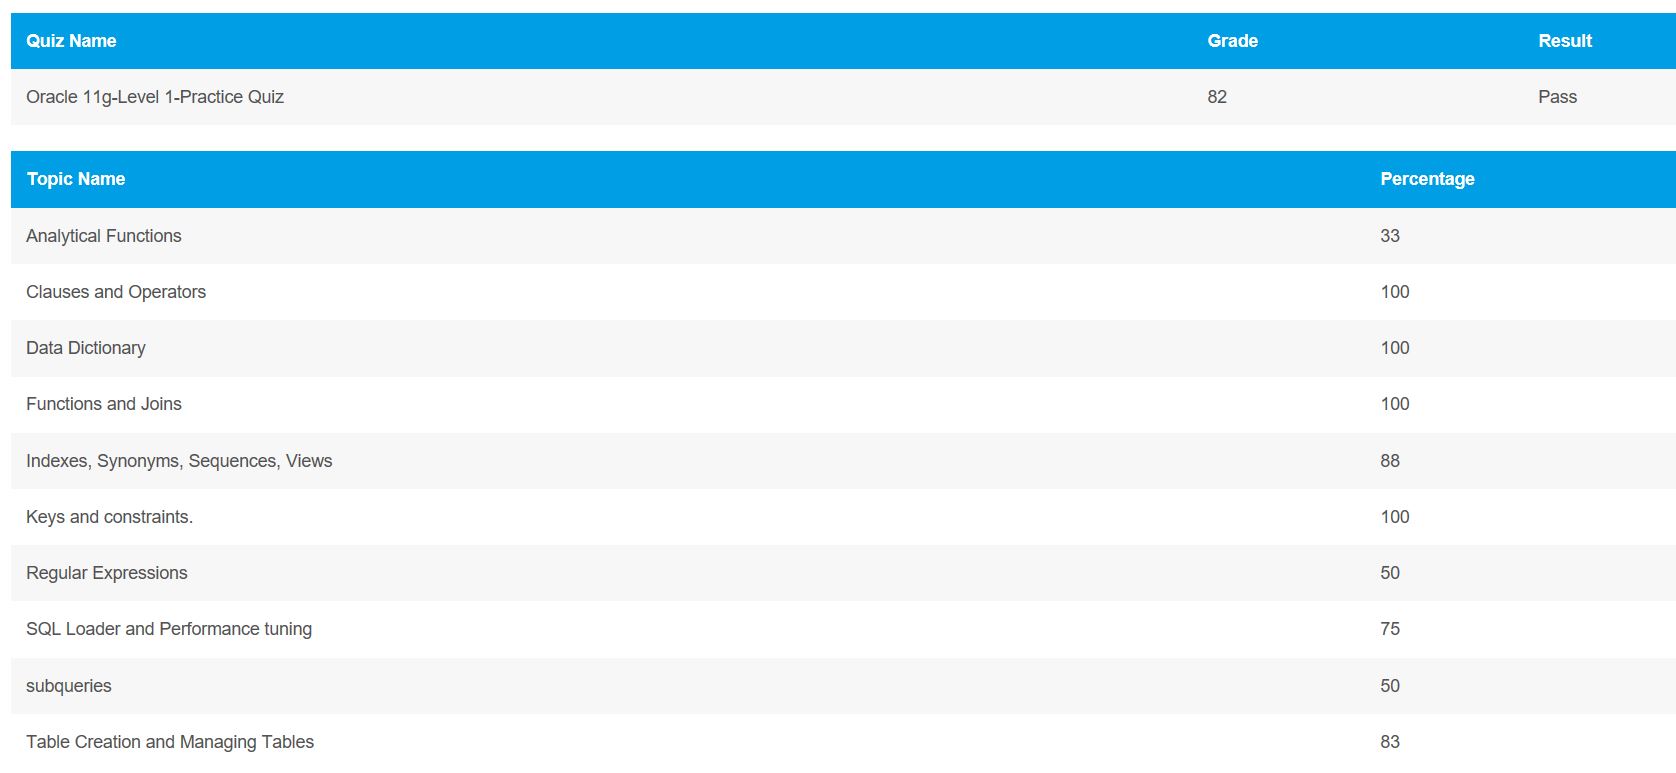 Quiz Name Grade Result
Oracle 11g-Level 1-Practice Quiz 82 Pass
Topic Name Percentage
Analytical Functions 33
Clauses and Operators 100
Data Dictionary 100
Functions and Joins 100
Indexes, Synonyms, Sequences, Views 88
Keys and constraints. 100
Regular Expressions 50
SQL Loader and Performance tuning 75
subqueries 50
Table Creation and Managing Tables 83